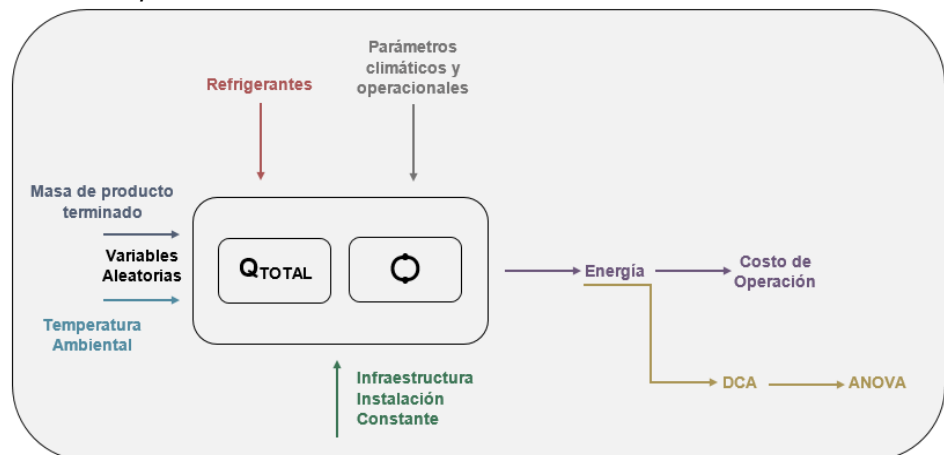 Parámetros
climáticos y
operacionales
Refrigerantes
Masa de producto
terminado
Variables
Aleatorias
Temperatura
Ambiental
QTOTAL
Energía
Costo de
Operación
Infraestructura
Instalación
Constante
DCA
ANOVA